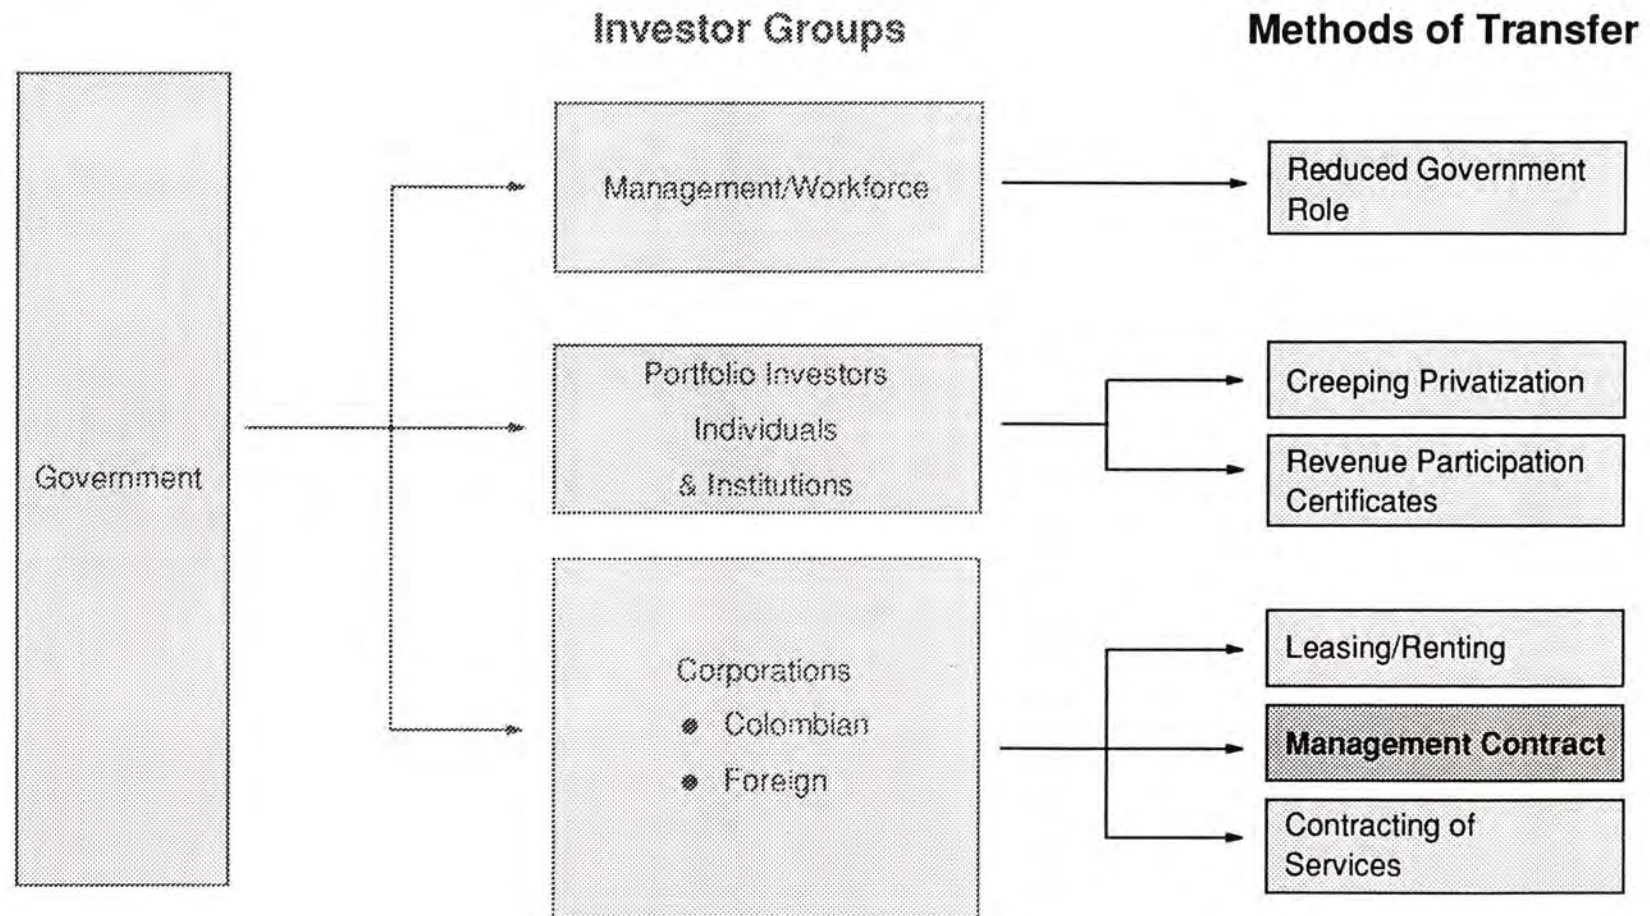 Investor Groups
Methods of Transfer
Government
Management/Workforce
Portfolio Investors
Individuals
& Institutions
Corporations
● Colombian
● Foreign
Reduced Government
Role
Creeping Privatization
Revenue Participation
Certificates
Leasing/Renting
Management Contract
Contracting of
Services